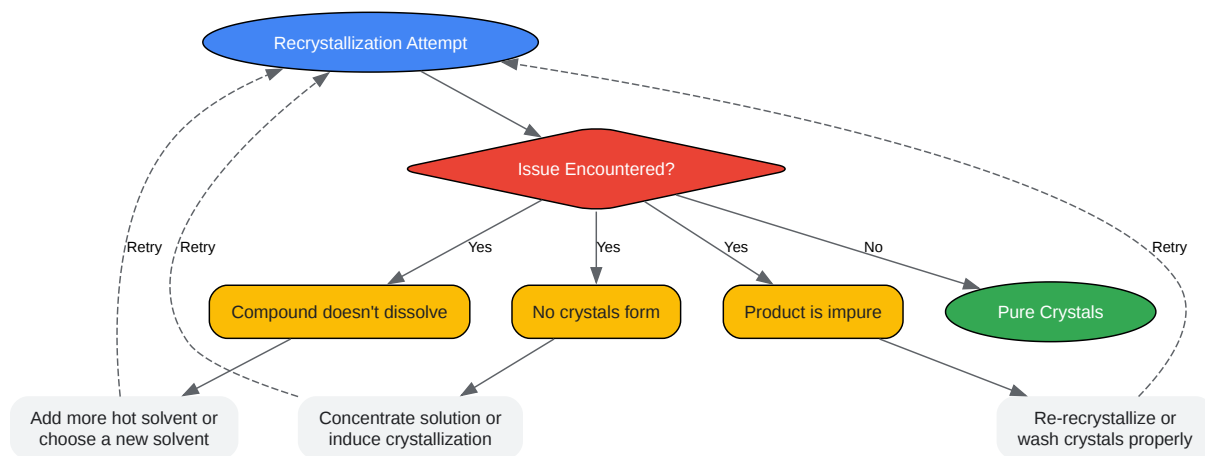 Recrystallization Attempt
Issue Encountered?
Retry
Retry
Yes
Yes
Yes
No
Retry
Compound doesn't dissolve
No crystals form
Product is impure
Pure Crystals
Add more hot solvent or
choose a new solvent
Concentrate solution or
induce crystallization
Re-recrystallize or
wash crystals properly